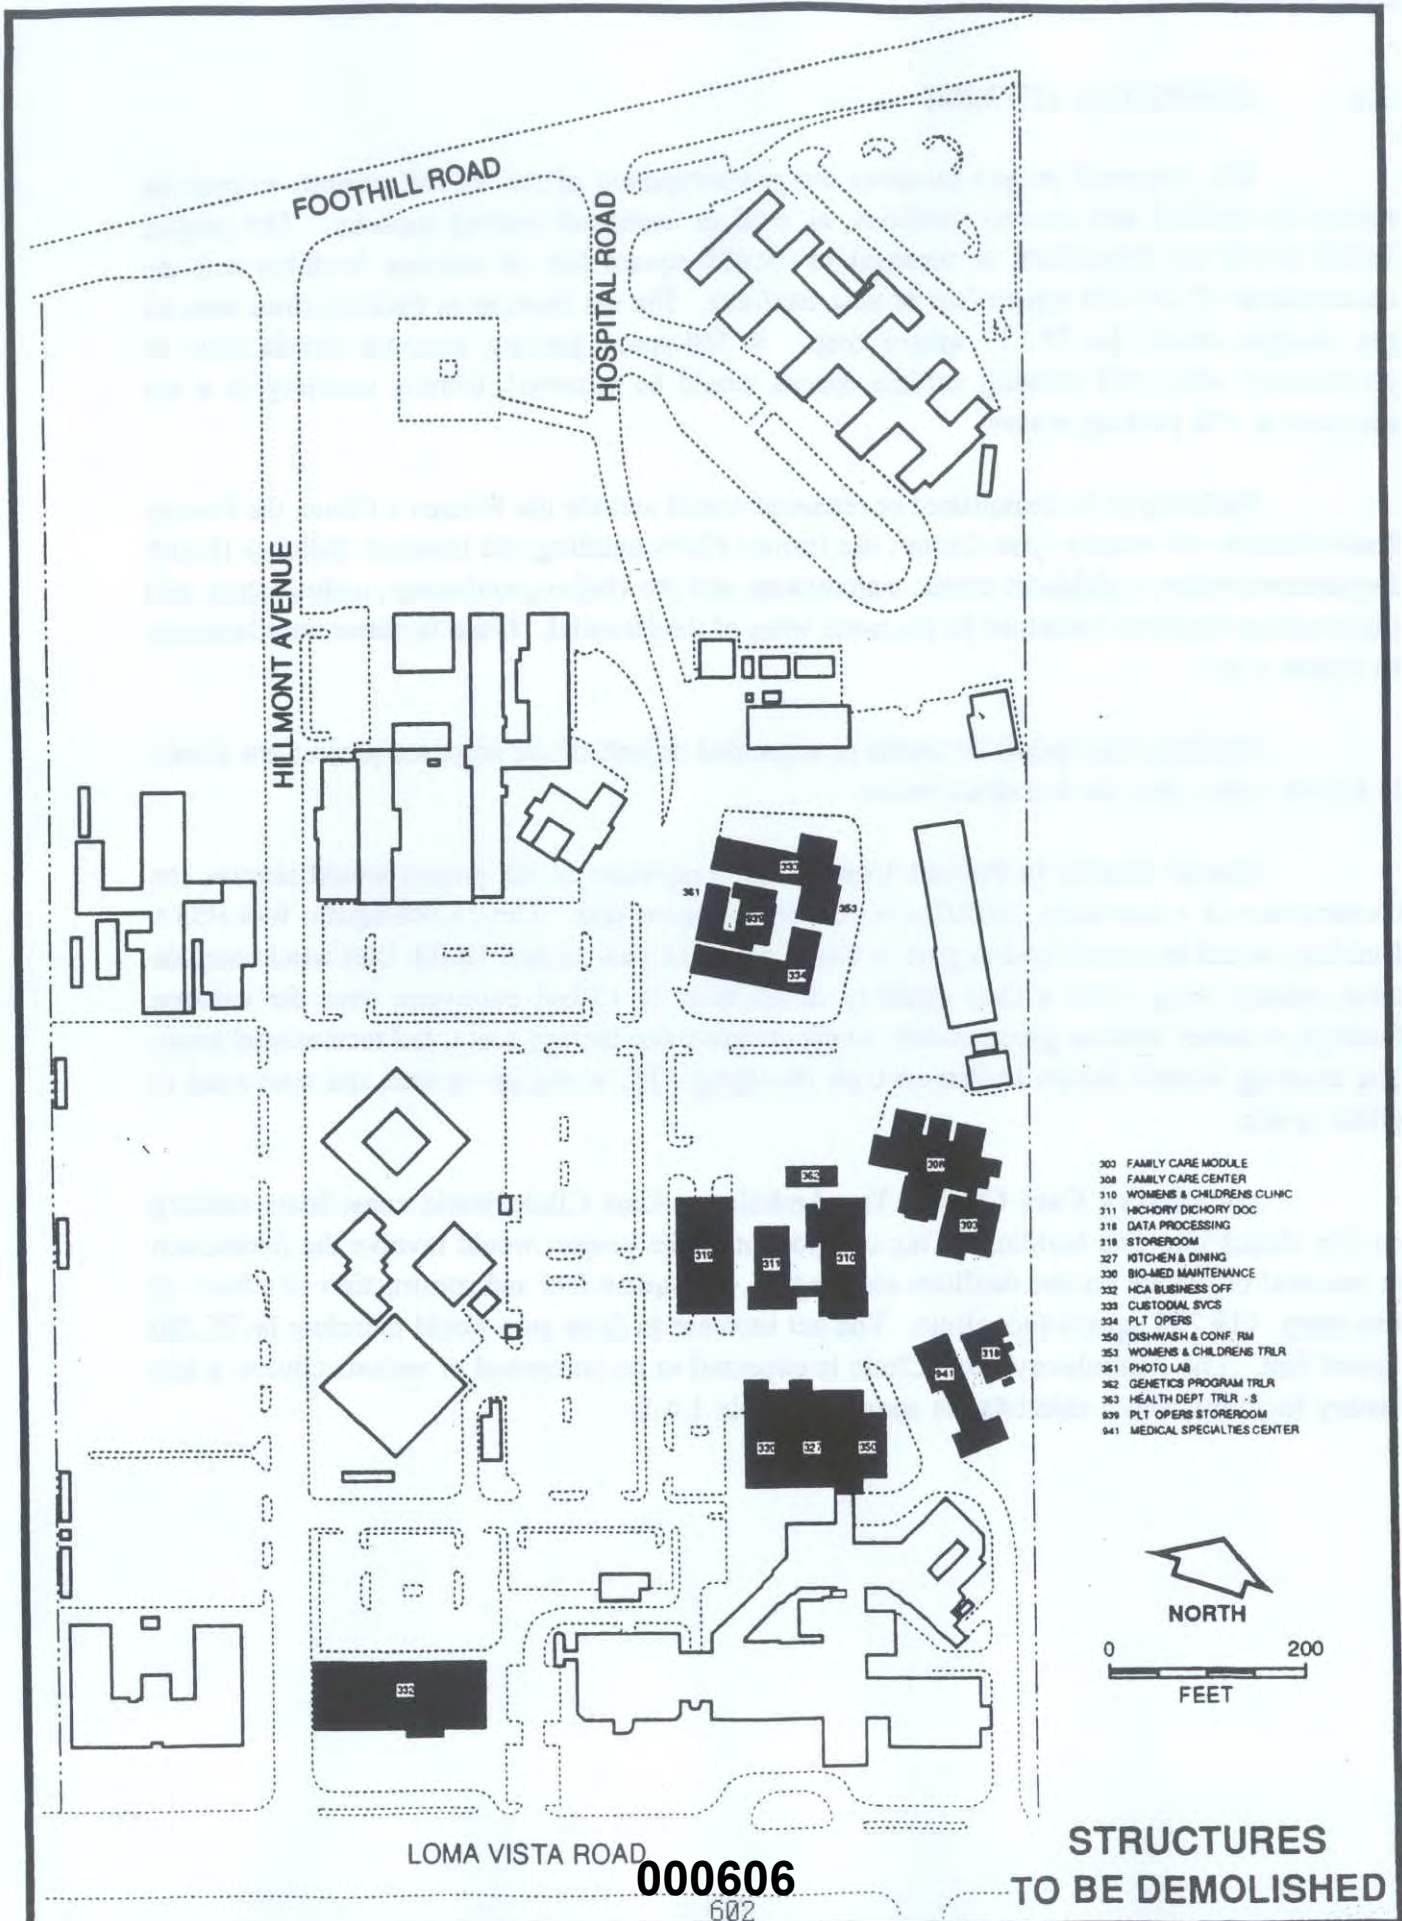 FOOTHILL ROAD
HOSPITAL ROAD
HILMONT AVENUE
333
361
353
939
334
308
362
303
319
311
310
318
941
330
327
350
303 FAMILY CARE MODULE
308 FAMILY CARE CENTER
310 WOMENS & CHILDRENS CLINIC
311 HICHORY DICHORY DOC
318 DATA PROCESSING
319 STOREROOM
327 KITCHEN & DINING
330 BIO-MED MAINTENANCE
332 HCA BUSINESS OFF
333 CUSTODIAL SVCS
334 PLT OPERS
350 DISHWASH & CONF. RM
353 WOMENS & CHILDRENS TRLR
361 PHOTO LAB
362 GENETICS PROGRAM TRLR
363 HEALTH DEPT TRLR - S
939 PLT OPERS STOREROOM
941 MEDICAL SPECIALTIES CENTER
NORTH
0 200
FEET
332
LOMA VISTA ROAD
000606
602
STRUCTURES
TO BE DEMOLISHED